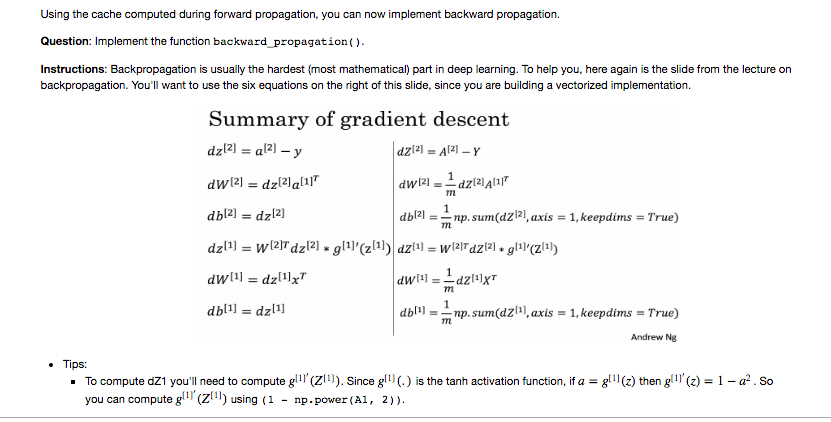 Using the cache computed during forward propagation, you can now implement backward propagation.
Question: Implement the function backward_propagation().
Instructions: Backpropagation is usually the hardest (most mathematical) part in deep learning. To help you, here again is the slide from the lecture on
backpropagation. You'll want to use the six equations on the right of this slide, since you are building a vectorized implementation.
Summary of gradient descent
dz[2] = a[2] − y
dZ[2] = A[2] − Y
dW[2] = dz[2]a[1]T
dW[2] = 1/m dZ[2]A[1]T
db[2] = dz[2]
db[2] = 1/m np.sum(dZ[2], axis = 1, keepdims = True)
dz[1] = W[2]Tdz[2] * g[1]′(z[1])
dZ[1] = W[2]TdZ[2] * g[1]′(Z[1])
dW[1] = dz[1]xT
dW[1] = 1/m dZ[1]XT
db[1] = dz[1]
db[1] = 1/m np.sum(dZ[1], axis = 1, keepdims = True)
Andrew Ng
• Tips:
▪ To compute dZ1 you'll need to compute g[1]′(Z[1]). Since g[1](.) is the tanh activation function, if a = g[1](z) then g[1]′(z) = 1 − a2. So
you can compute g[1]′(Z[1]) using (1 - np.power(A1, 2)).